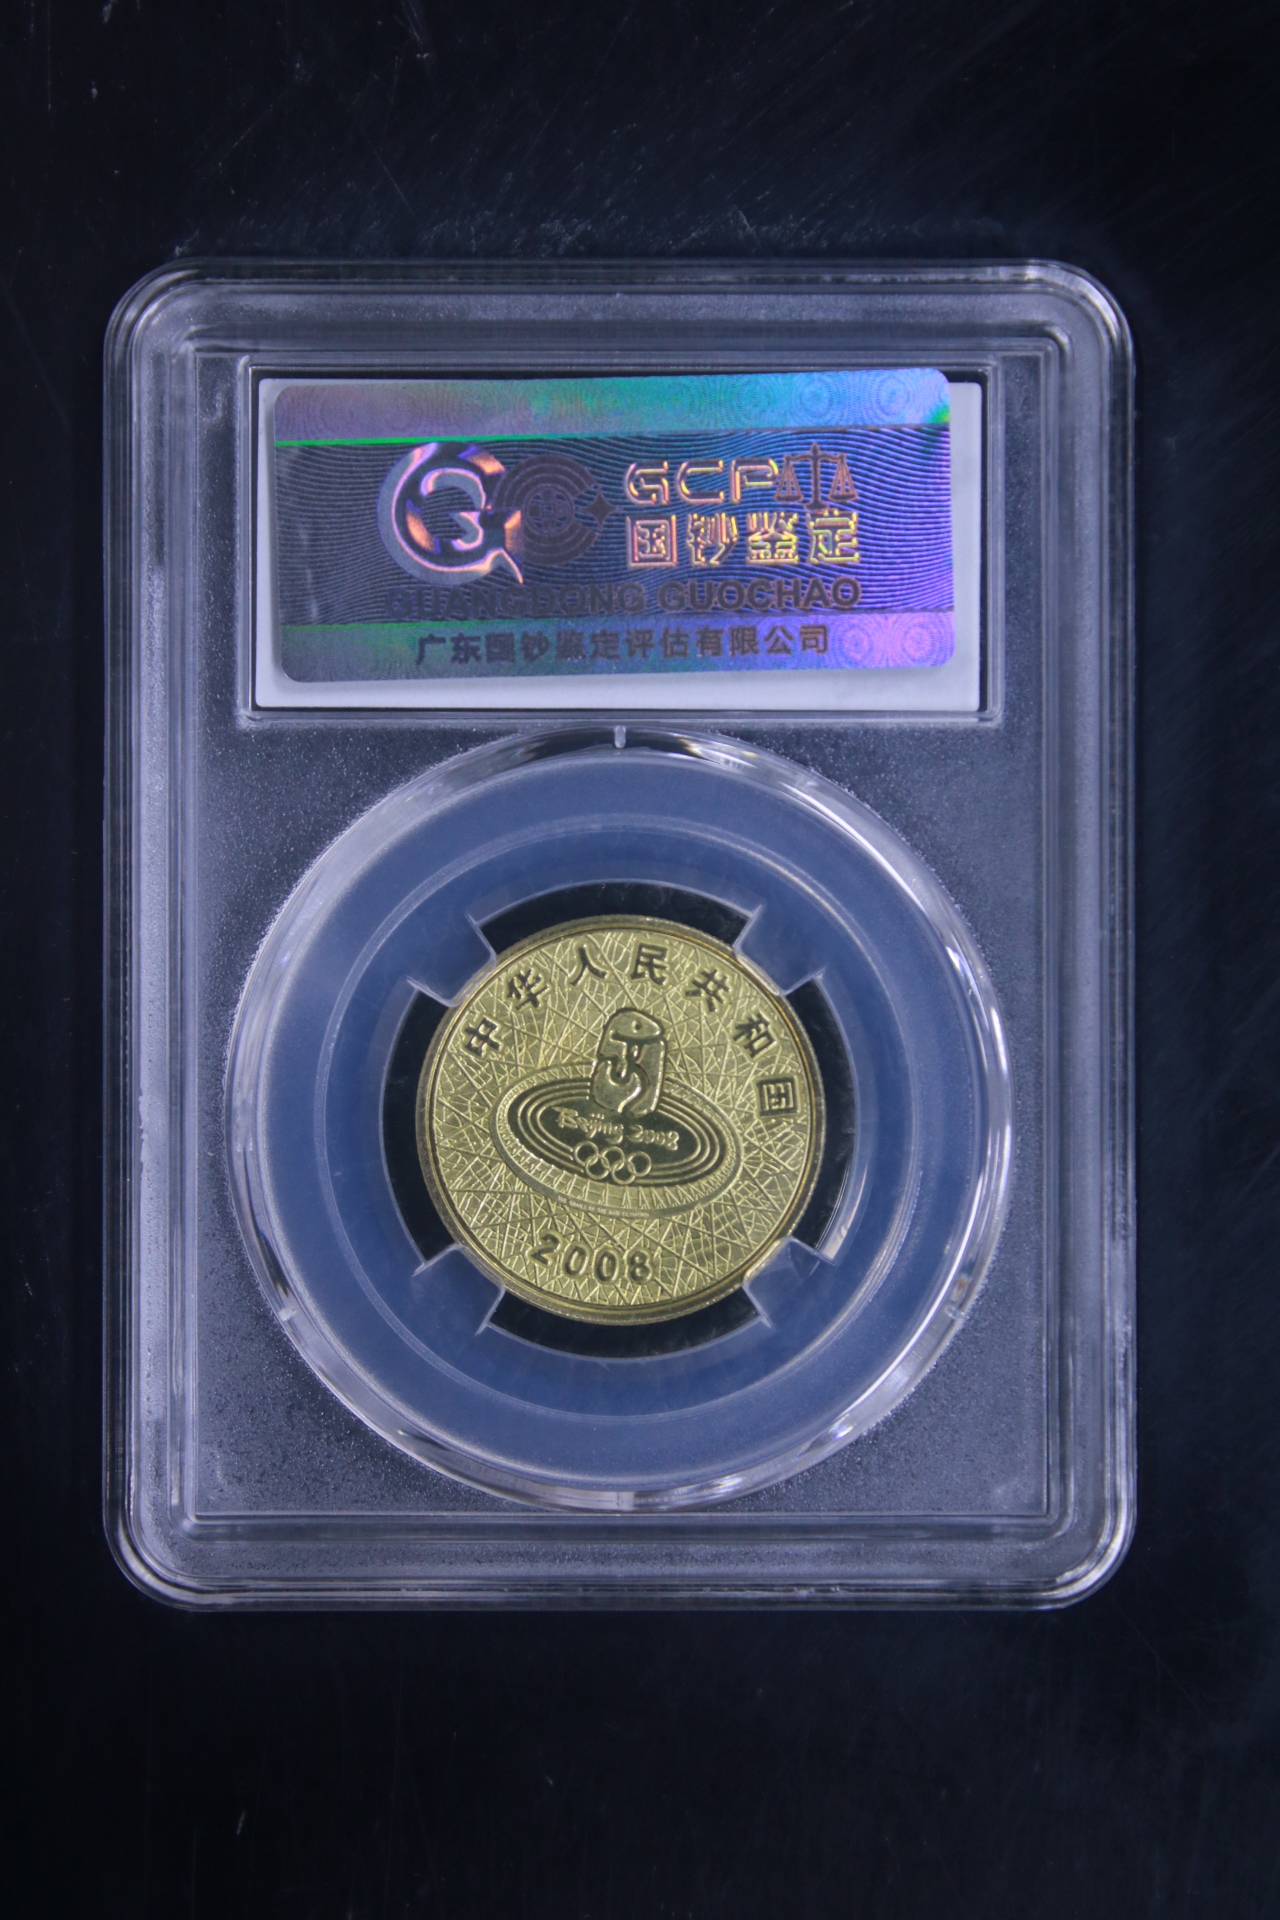 GCP
国钞鉴定
GUANGDONG GUOCHAO
广东国钞鉴定评估有限公司
中华人民共和国
Beijing 2008
2008